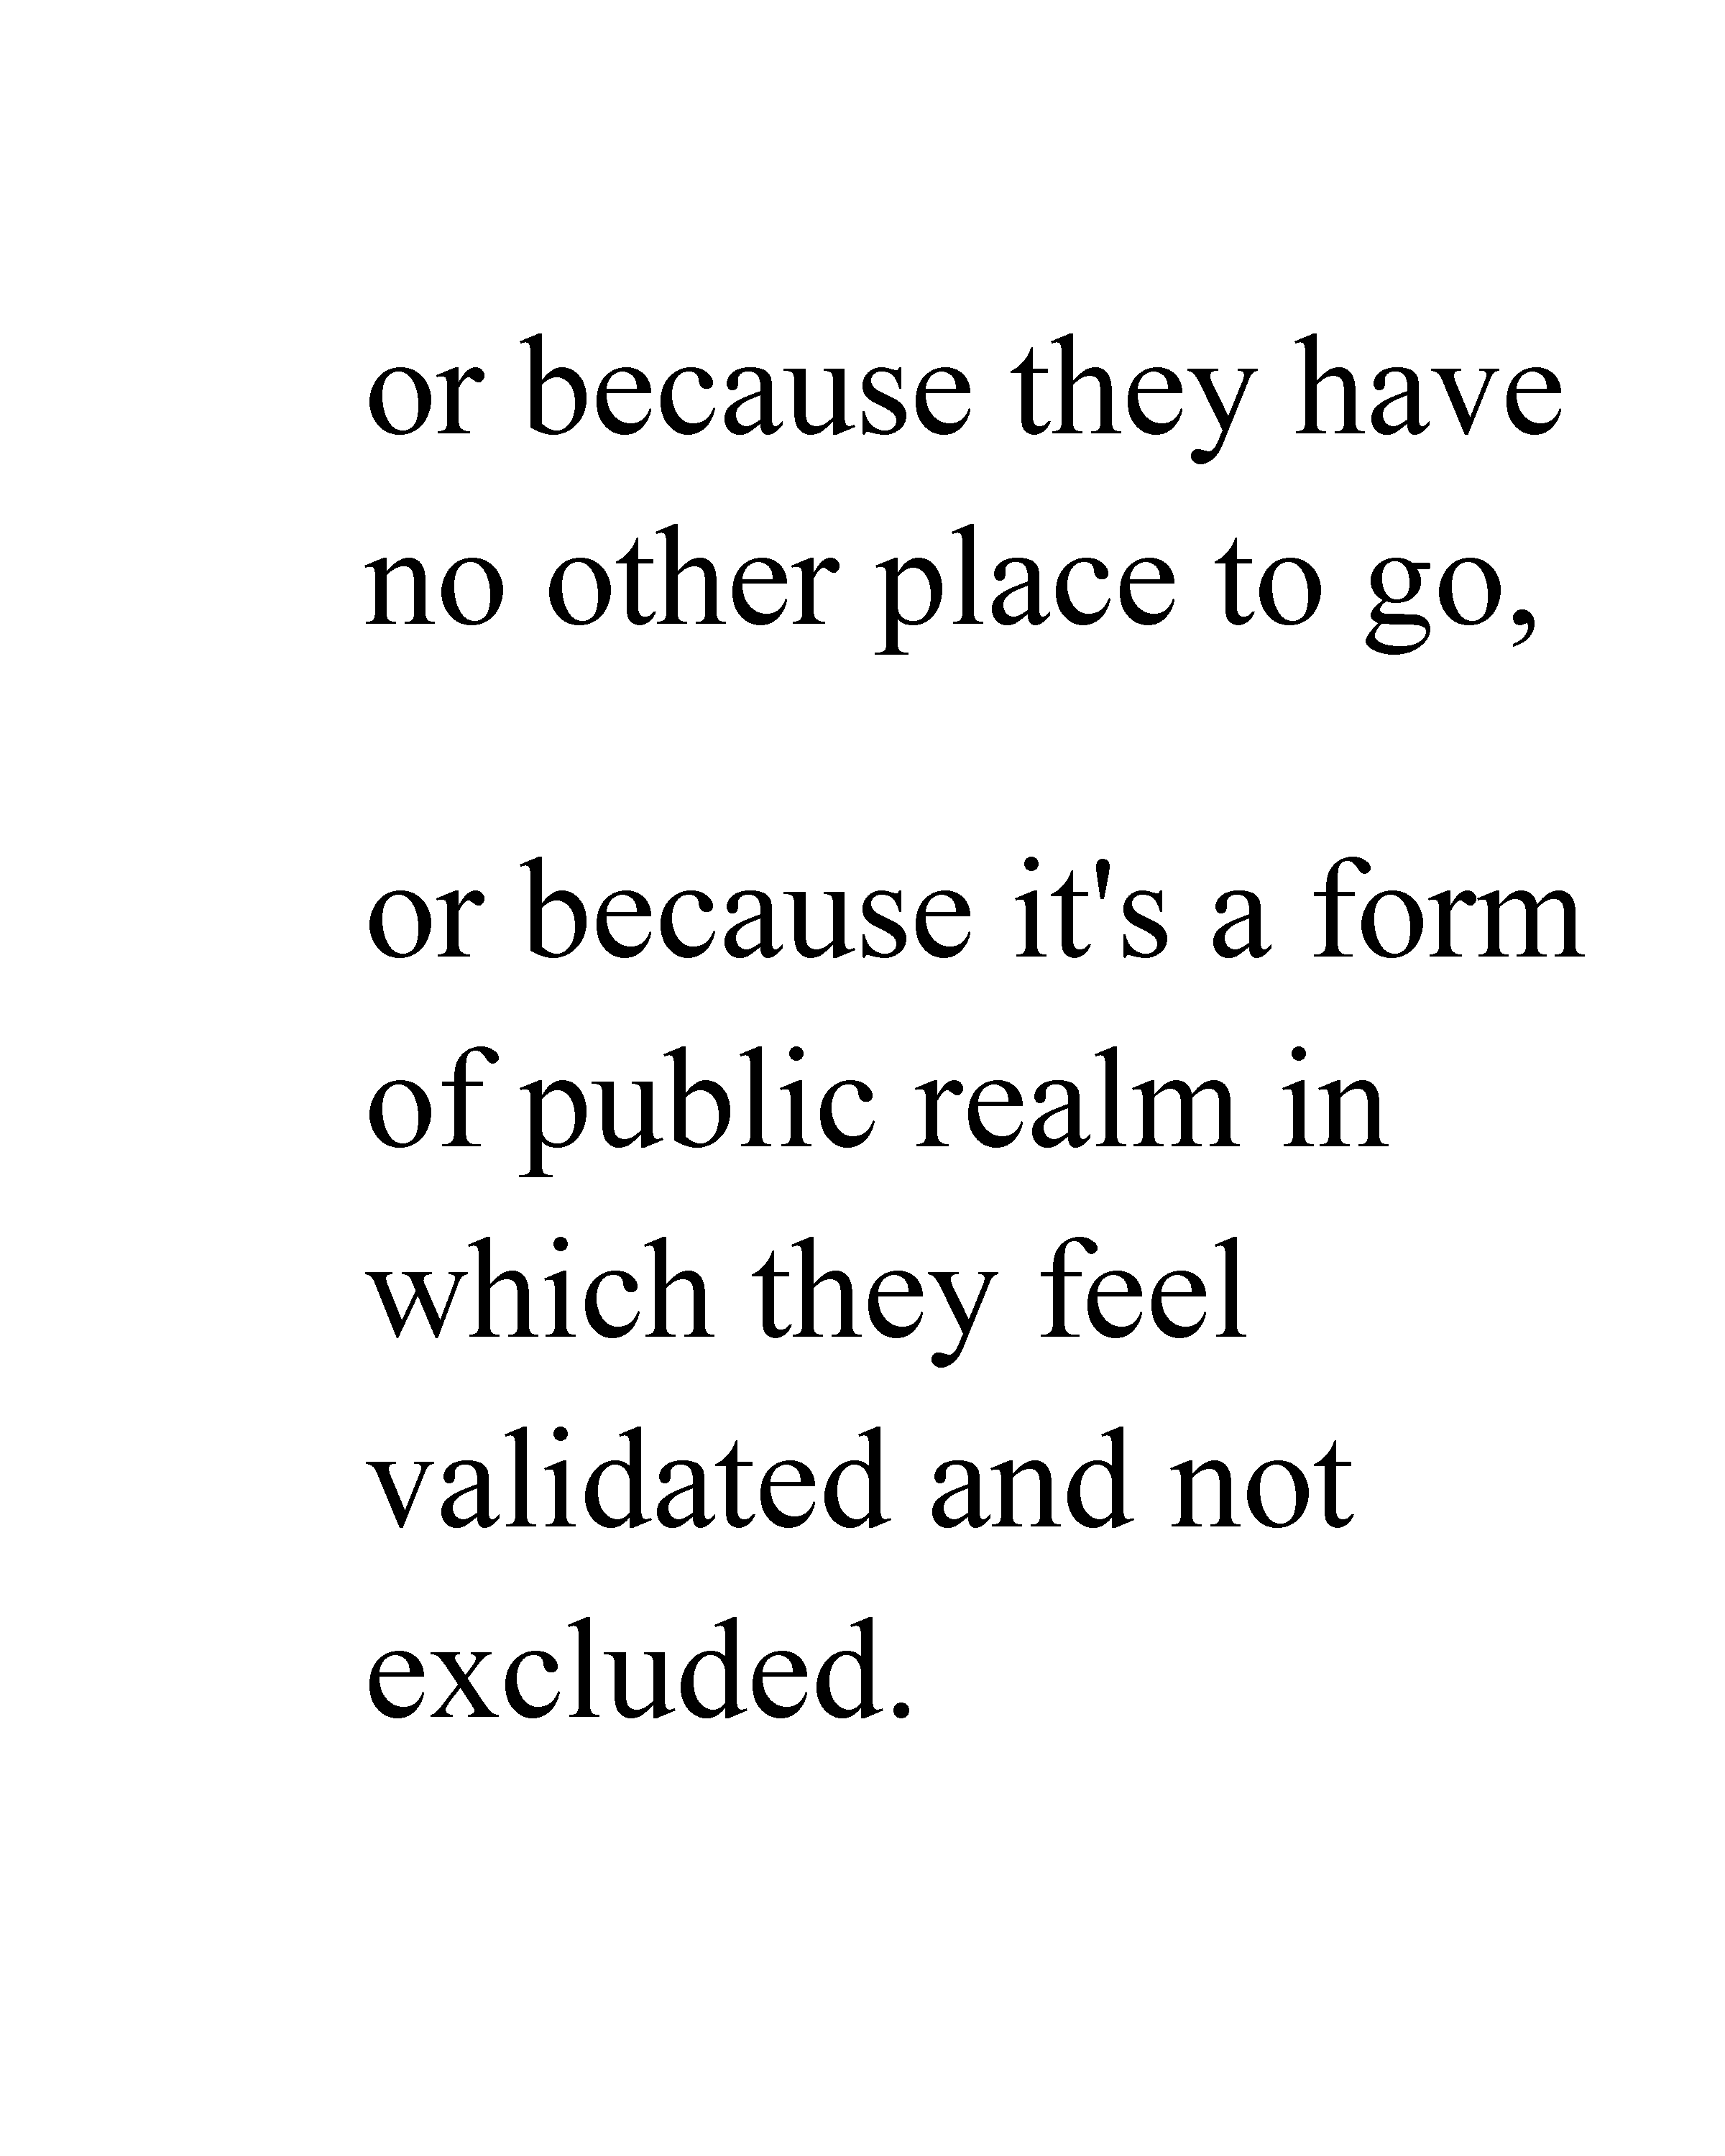 or because they have
no other place to go,
or because it's a form
of public realm in
which they feel
validated and not
excluded.